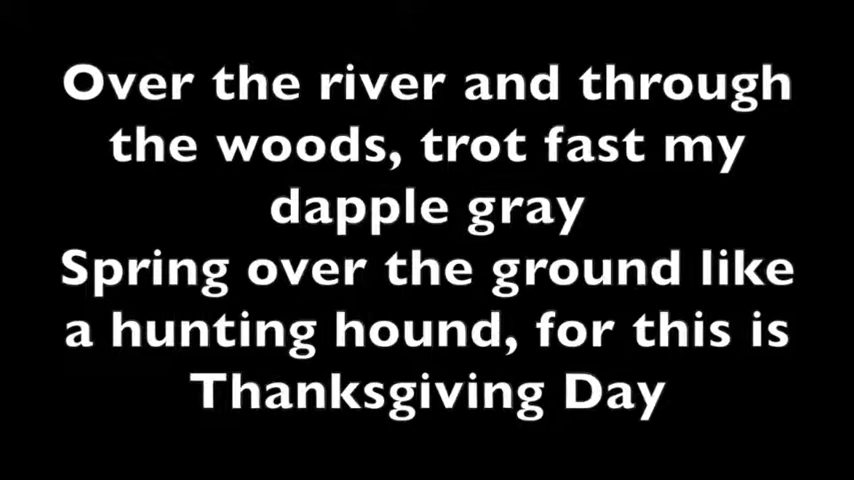 Over the river and through
the woods, trot fast my
dapple gray
Spring over the ground like
a hunting hound, for this is
Thanksgiving Day